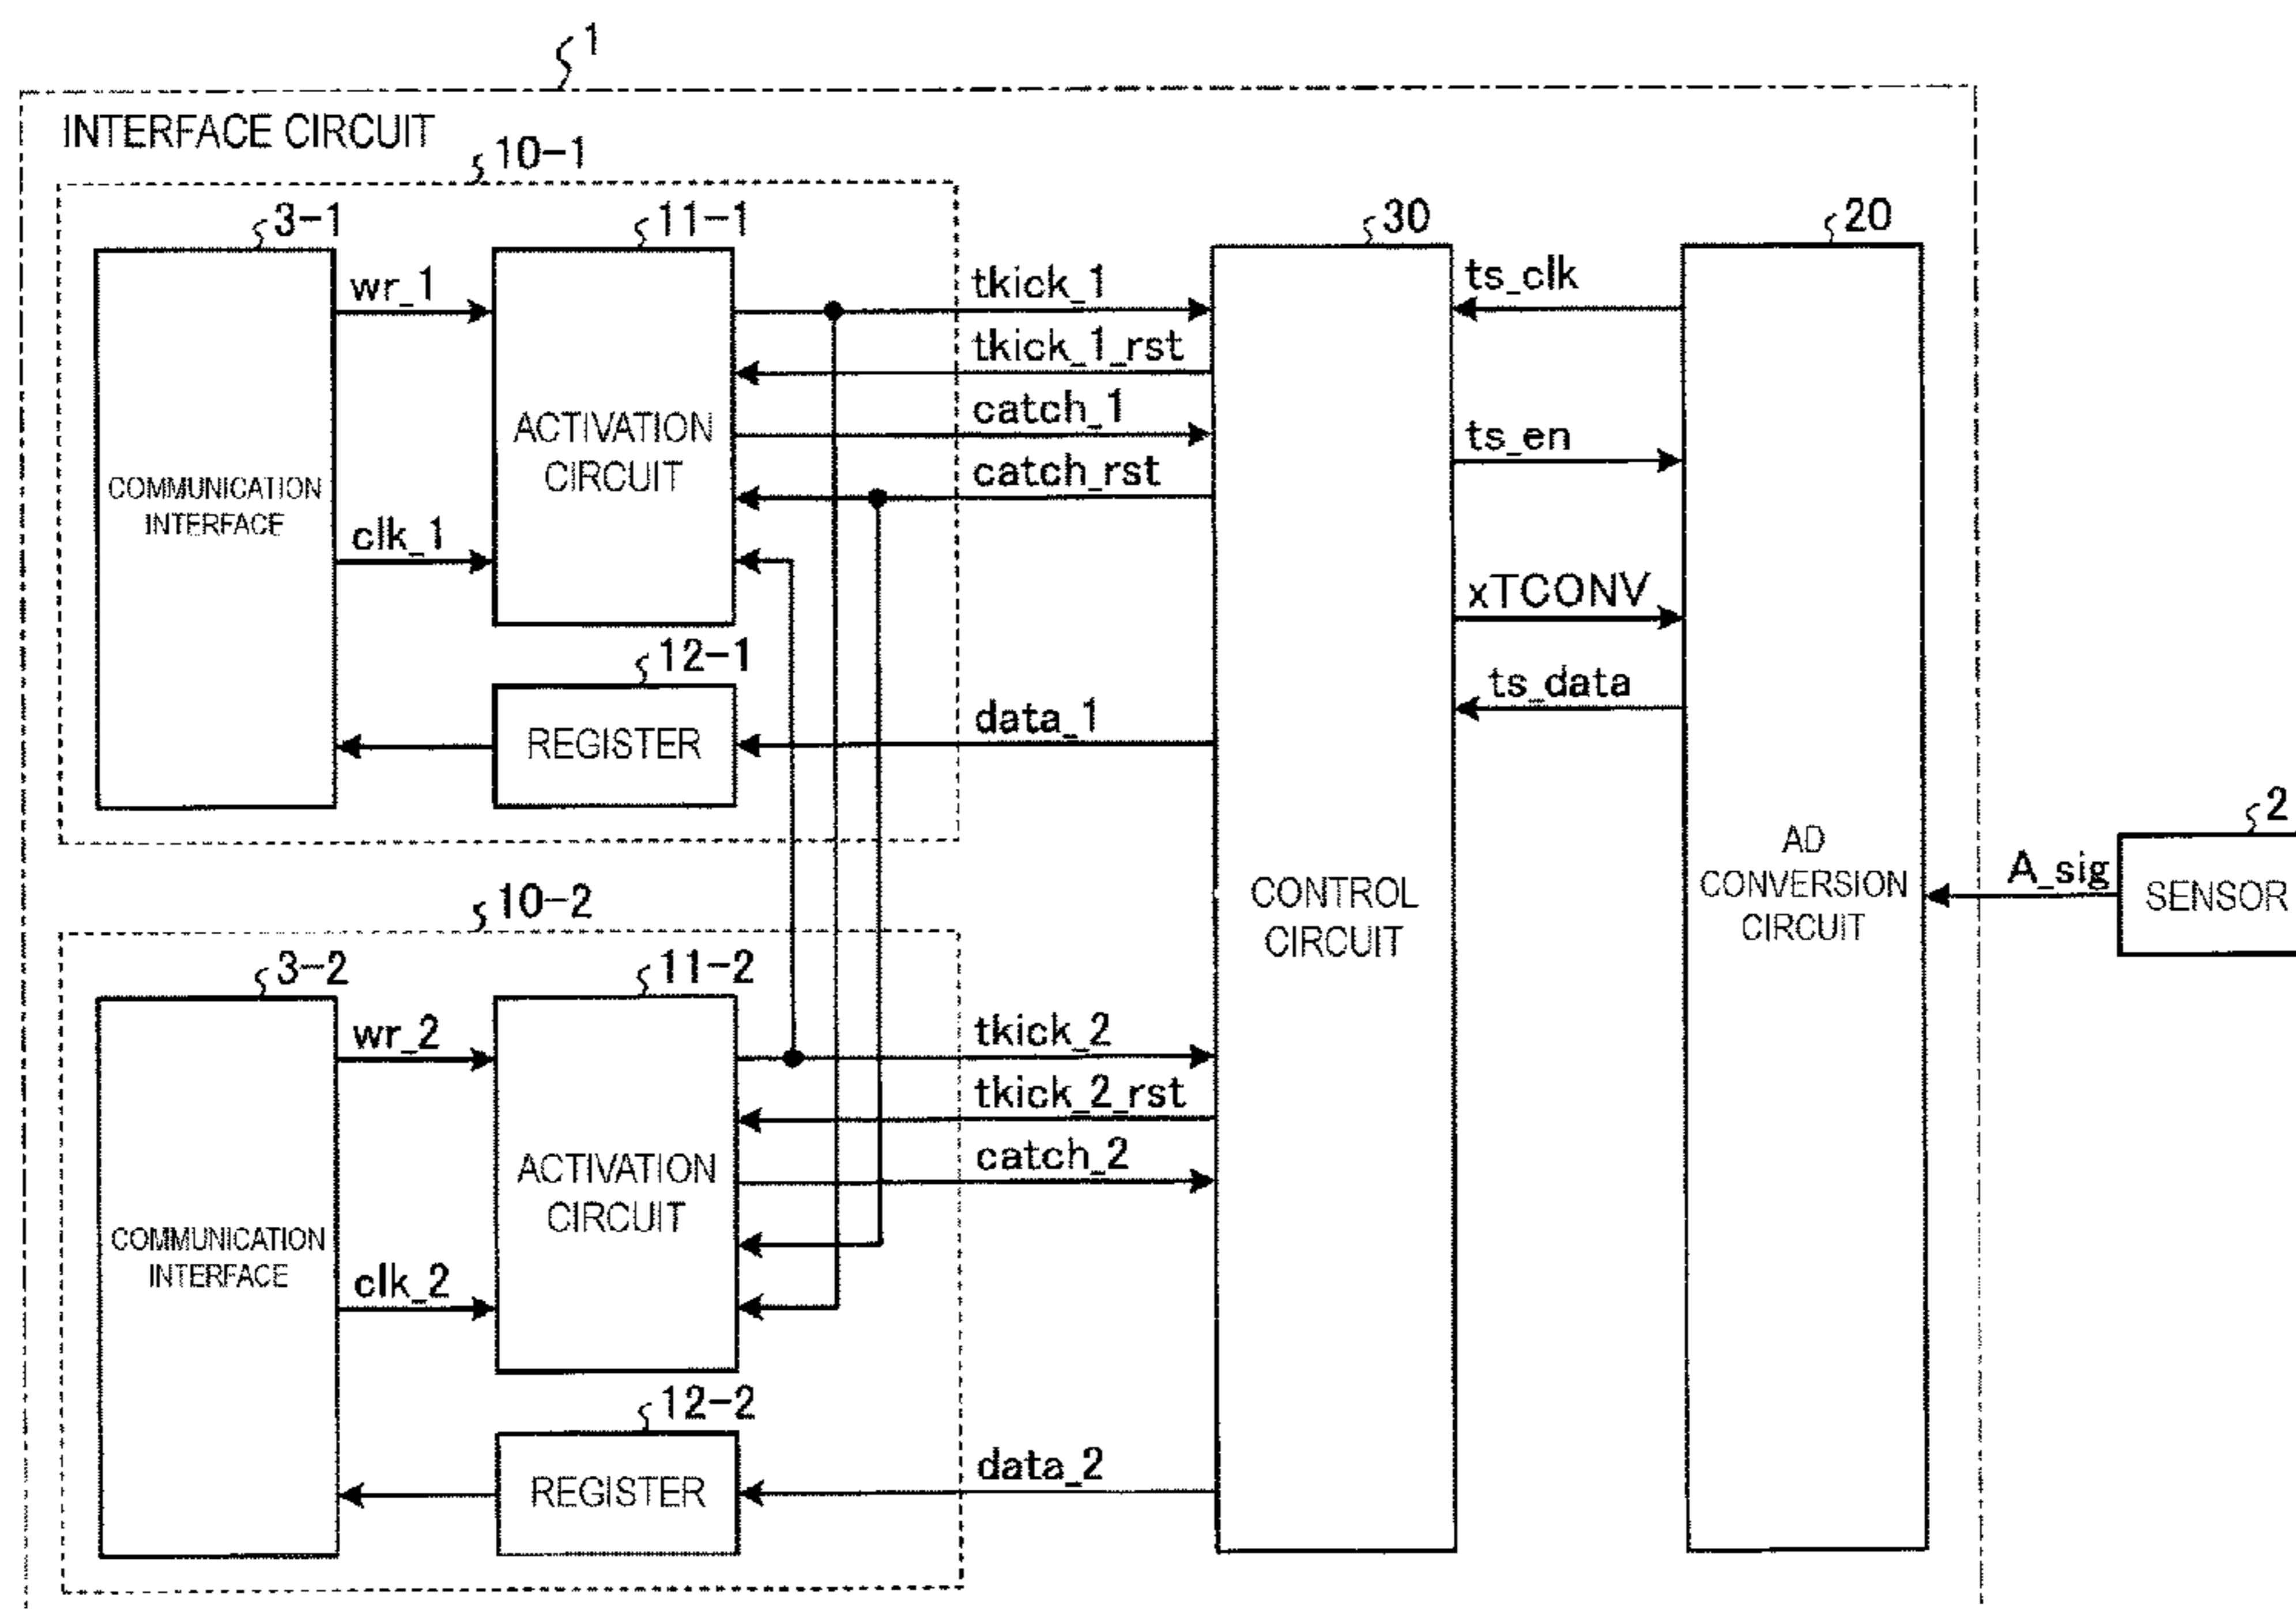 1
INTERFACE CIRCUIT
10-1
3-1
11-1
30
20
wr_1
tkick_1
ts_clk
tkick_1_rst
catch_1
ACTIVATION
CIRCUIT
ts_en
catch_rst
COMMUNICATION
INTERFACE
clk_1
xTCONV
12-1
ts_data
REGISTER
data_1
2
AD
CONVERSION
CIRCUIT
A_sig
SENSOR
CONTROL
CIRCUIT
10-2
3-2
11-2
wr_2
tkick_2
tkick_2_rst
catch_2
ACTIVATION
CIRCUIT
COMMUNICATION
INTERFACE
clk_2
12-2
REGISTER
data_2